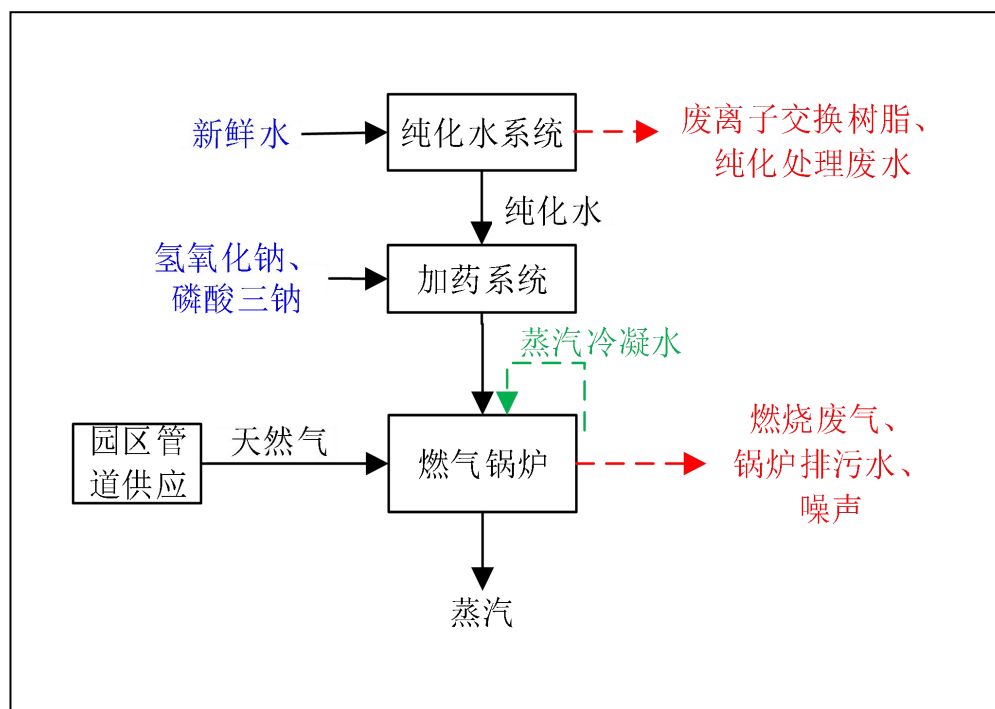 新鲜水
纯化水系统
废离子交换树脂、
纯化处理废水
纯化水
氢氧化钠、
磷酸三钠
加药系统
蒸汽冷凝水
园区管
道供应
天然气
燃气锅炉
燃烧废气、
锅炉排污水、
噪声
蒸汽